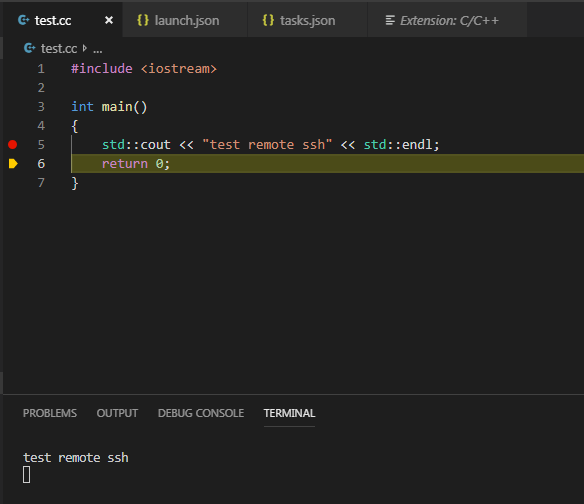 test.cc × {} launch.json {} tasks.json Extension: C/C++
test.cc ...
1 #include <iostream>
2
3 int main()
4 {
5 std::cout << "test remote ssh" << std::endl;
6 return 0;
7 }
PROBLEMS OUTPUT DEBUG CONSOLE TERMINAL
test remote ssh